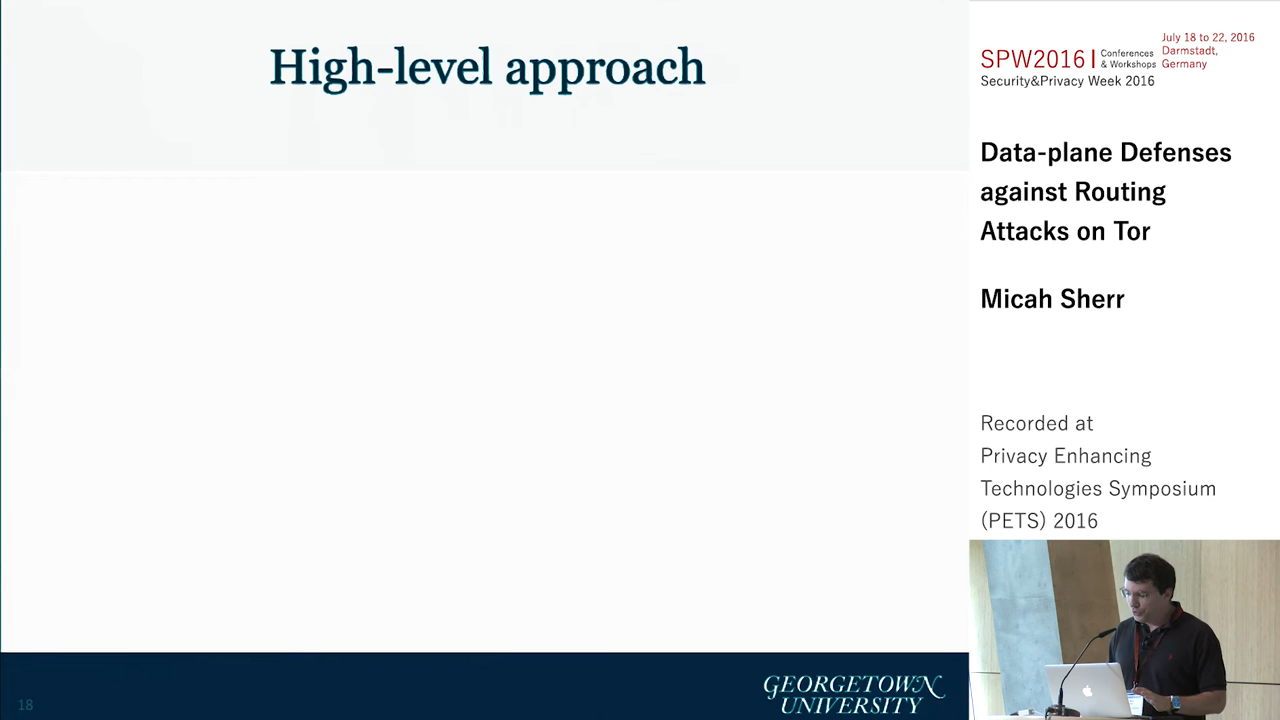 High-level approach
18
GEORGETOWN
UNIVERSITY
SPW2016 | Conferences & Workshops
July 18 to 22, 2016
Darmstadt,
Germany
Security&Privacy Week 2016
Data-plane Defenses
against Routing
Attacks on Tor
Micah Sherr
Recorded at
Privacy Enhancing
Technologies Symposium
(PETS) 2016